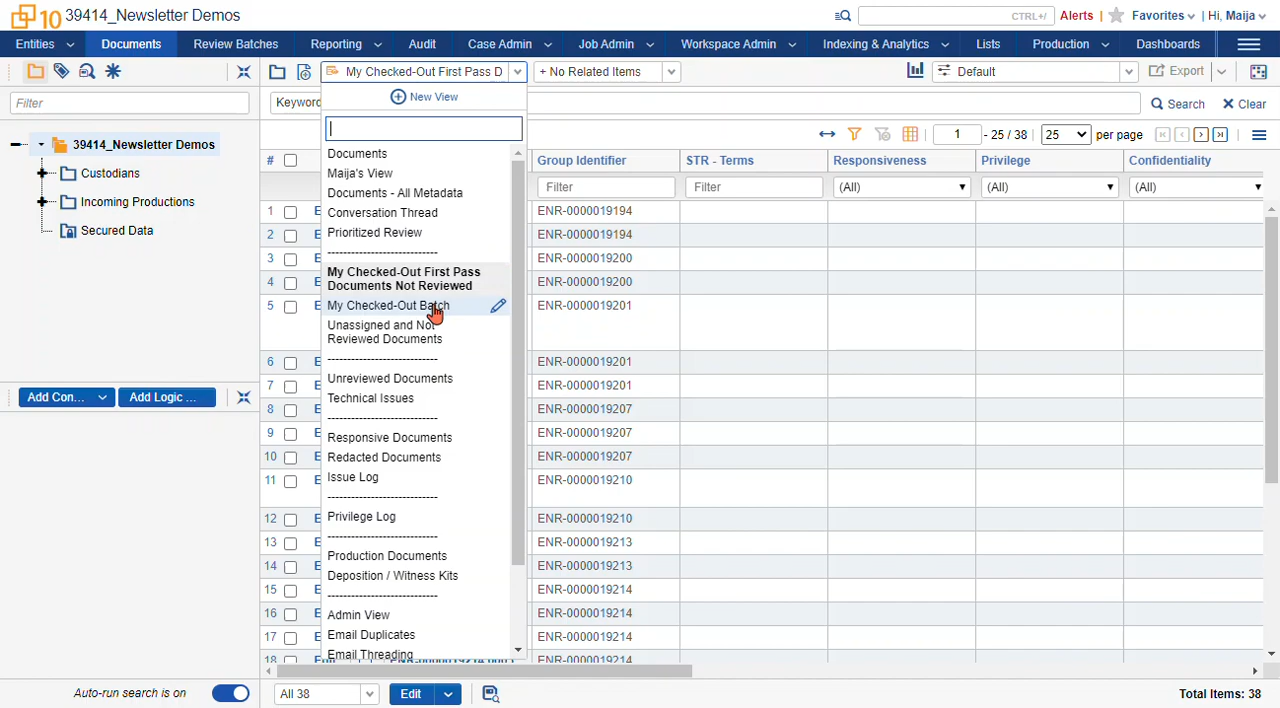 10 39414_Newsletter Demos
CTRL+/ Alerts | Favorites | Hi, Maija
Entities Documents Review Batches Reporting Audit Case Admin Job Admin Workspace Admin Indexing & Analytics Lists Production Dashboards
My Checked-Out First Pass D + No Related Items Default Export
Filter Keyword Search Clear
New View
1 - 25 / 38 25 per page
39414_Newsletter Demos
Custodians
Incoming Productions
Secured Data
Add Con... Add Logic ...
Documents
Maija's View
Documents - All Metadata
Conversation Thread
Prioritized Review
----------------------------
My Checked-Out First Pass
Documents Not Reviewed
My Checked-Out Batch
Unassigned and Not
Reviewed Documents
----------------------------
Unreviewed Documents
Technical Issues
----------------------------
Responsive Documents
Redacted Documents
Issue Log
----------------------------
Privilege Log
----------------------------
Production Documents
Deposition / Witness Kits
----------------------------
Admin View
Email Duplicates
Email Threading
# Group Identifier STR - Terms Responsiveness Privilege Confidentiality
Filter Filter (All) (All) (All)
1 E ENR-0000019194
2 E ENR-0000019194
3 E ENR-0000019200
4 E ENR-0000019200
5 E ENR-0000019201
6 E ENR-0000019201
7 E ENR-0000019201
8 E ENR-0000019207
9 E ENR-0000019207
10 E ENR-0000019207
11 E ENR-0000019210
12 E ENR-0000019210
13 E ENR-0000019213
14 E ENR-0000019213
15 E ENR-0000019214
16 E ENR-0000019214
17 E ENR-0000019214
18 Edit ENR-0000019214
Auto-run search is on All 38 Edit Total Items: 38